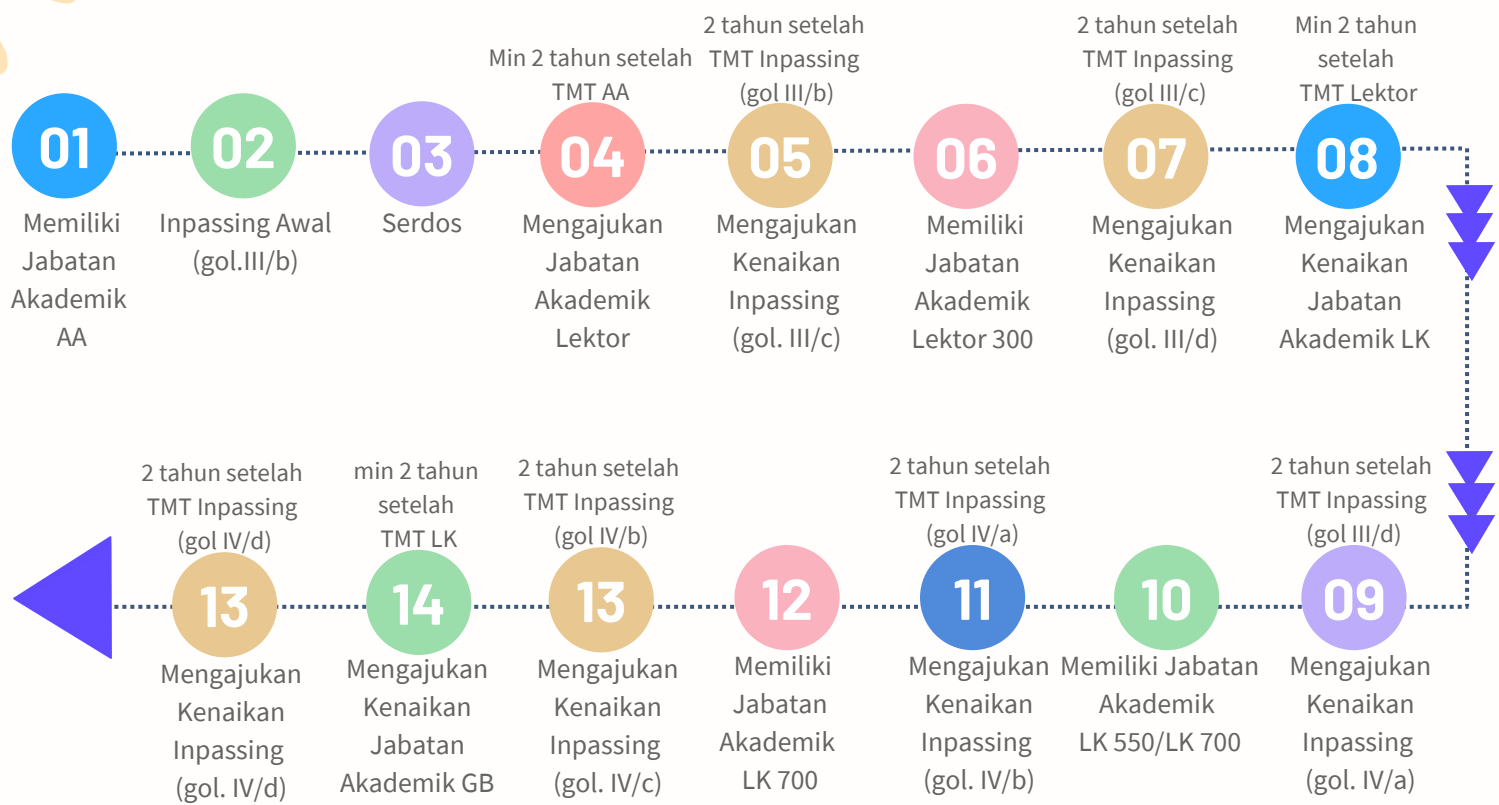 Min 2 tahun setelah
TMT AA
2 tahun setelah
TMT Inpassing
(gol III/b)
2 tahun setelah
TMT Inpassing
(gol III/c)
Min 2 tahun
setelah
TMT Lektor
01
02
03
04
05
06
07
08
Memiliki
Jabatan
Akademik
AA
Inpassing Awal
(gol.III/b)
Serdos
Mengajukan
Jabatan
Akademik
Lektor
Mengajukan
Kenaikan
Inpassing
(gol. III/c)
Memiliki
Jabatan
Akademik
Lektor 300
Mengajukan
Kenaikan
Inpassing
(gol. III/d)
Mengajukan
Kenaikan
Jabatan
Akademik LK
2 tahun setelah
TMT Inpassing
(gol III/d)
09
Mengajukan
Kenaikan
Inpassing
(gol. IV/a)
10
Memiliki Jabatan
Akademik
LK 550/LK 700
2 tahun setelah
TMT Inpassing
(gol IV/a)
11
Mengajukan
Kenaikan
Inpassing
(gol. IV/b)
12
Memiliki
Jabatan
Akademik
LK 700
2 tahun setelah
TMT Inpassing
(gol IV/b)
13
Mengajukan
Kenaikan
Inpassing
(gol. IV/c)
min 2 tahun
setelah
TMT LK
14
Mengajukan
Kenaikan
Jabatan
Akademik GB
2 tahun setelah
TMT Inpassing
(gol IV/d)
13
Mengajukan
Kenaikan
Inpassing
(gol. IV/d)